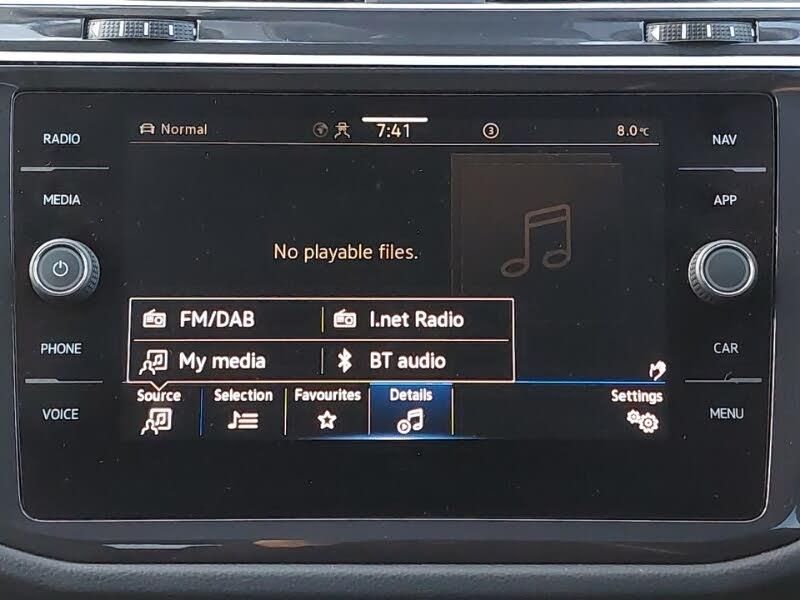 RADIO
MEDIA
PHONE
VOICE
Normal
7:41
3
8.0°C
No playable files.
FM/DAB
I.net Radio
My media
BT audio
Source
Selection
Favourites
Details
Settings
NAV
APP
CAR
MENU